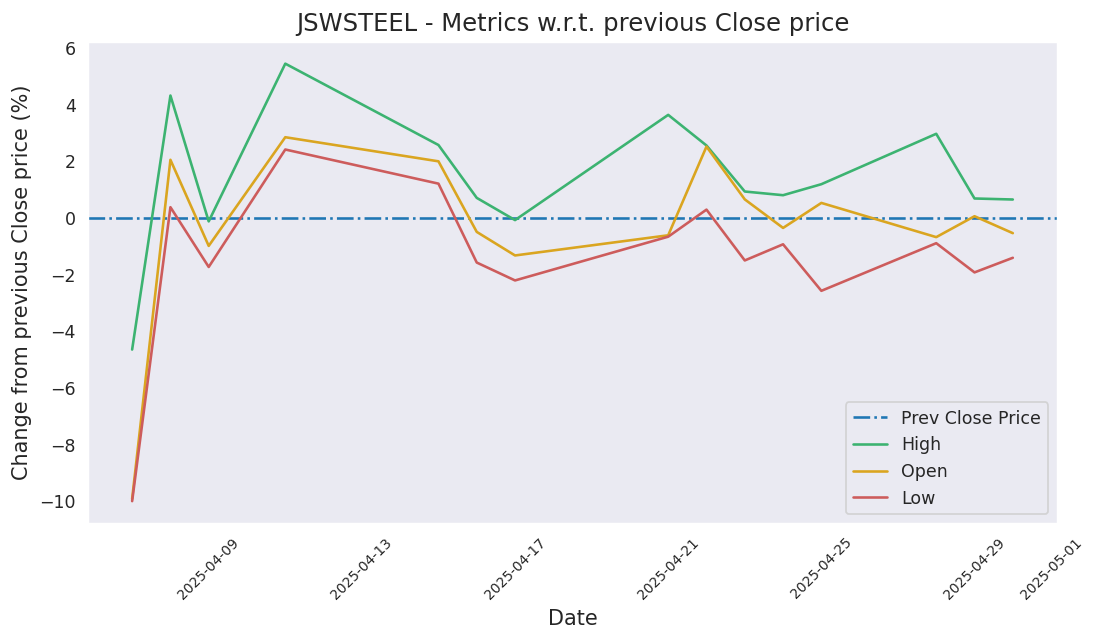 JSWSTEEL - Metrics w.r.t. previous Close price
Change from previous Close price (%)
6
4
2
0
−2
−4
−6
−8
−10
Prev Close Price
High
Open
Low
2025-04-09
2025-04-13
2025-04-17
2025-04-21
2025-04-25
2025-04-29
2025-05-01
Date